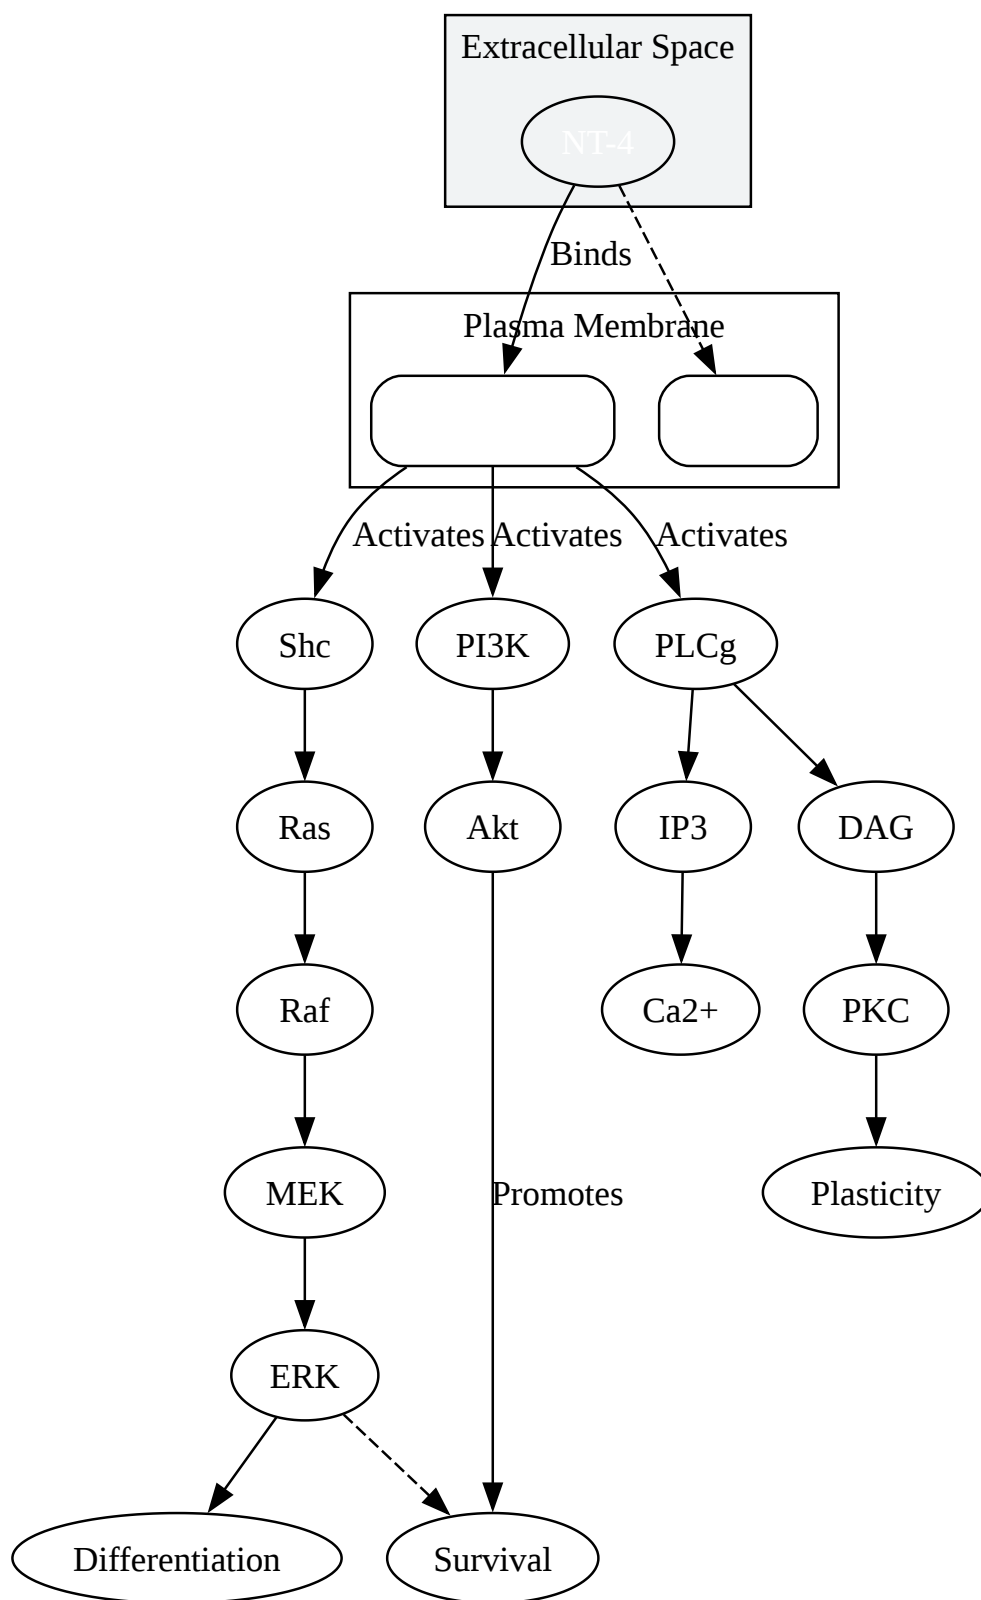 Extracellular Space
NT-4
Binds
Plasma Membrane
Activates
Activates
Activates
Shc
PI3K
PLCg
Ras
Akt
IP3
DAG
Raf
Ca2+
PKC
MEK
Promotes
Plasticity
ERK
Differentiation
Survival